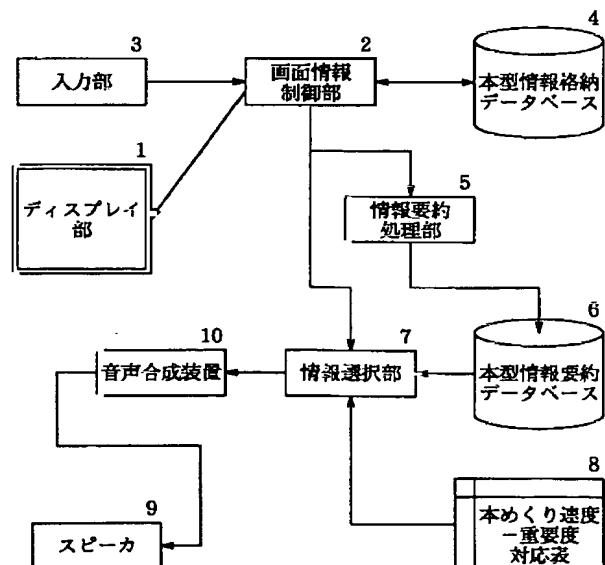 3
入力部
2
画面情報
制御部
4
本型情報格納
データベース
1
ディスプレイ
部
5
情報要約
処理部
6
本型情報要約
データベース
10
音声合成装置
7
情報選択部
8
本めくり速度
－重要度
対応表
9
スピーカ